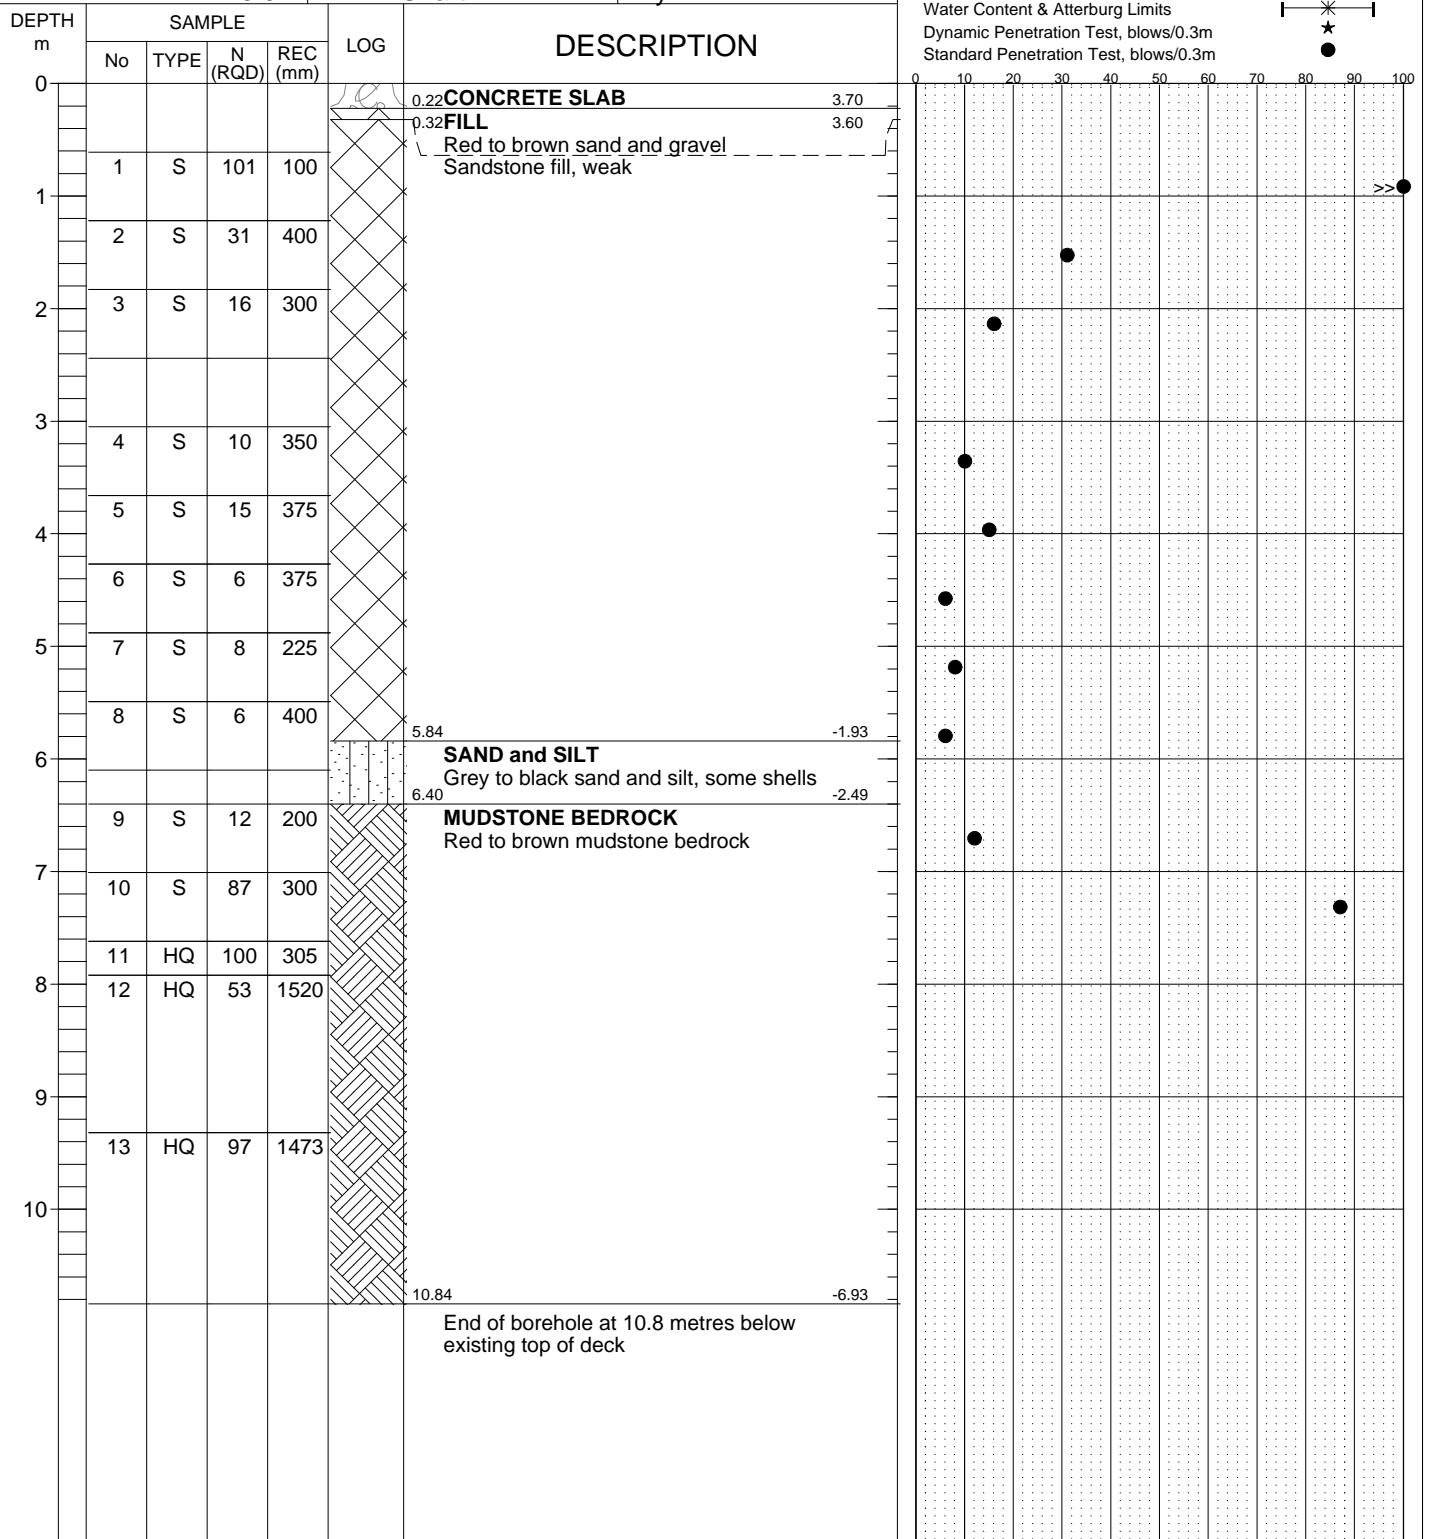 DEPTH
m
SAMPLE
No TYPE N (RQD) REC (mm)
LOG
DESCRIPTION
Water Content & Atterburg Limits
Dynamic Penetration Test, blows/0.3m
Standard Penetration Test, blows/0.3m
0 10 20 30 40 50 60 70 80 90 100
0
0.22 CONCRETE SLAB 3.70
0.32 FILL 3.60
Red to brown sand and gravel
1 S 101 100 Sandstone fill, weak
>>
1
2 S 31 400
3 S 16 300
2
3
4 S 10 350
5 S 15 375
4
6 S 6 375
5
7 S 8 225
8 S 6 400
5.84 -1.93
6
SAND and SILT
Grey to black sand and silt, some shells
6.40 -2.49
9 S 12 200 MUDSTONE BEDROCK
Red to brown mudstone bedrock
7
10 S 87 300
11 HQ 100 305
8
12 HQ 53 1520
9
13 HQ 97 1473
10
10.84 -6.93
End of borehole at 10.8 metres below
existing top of deck